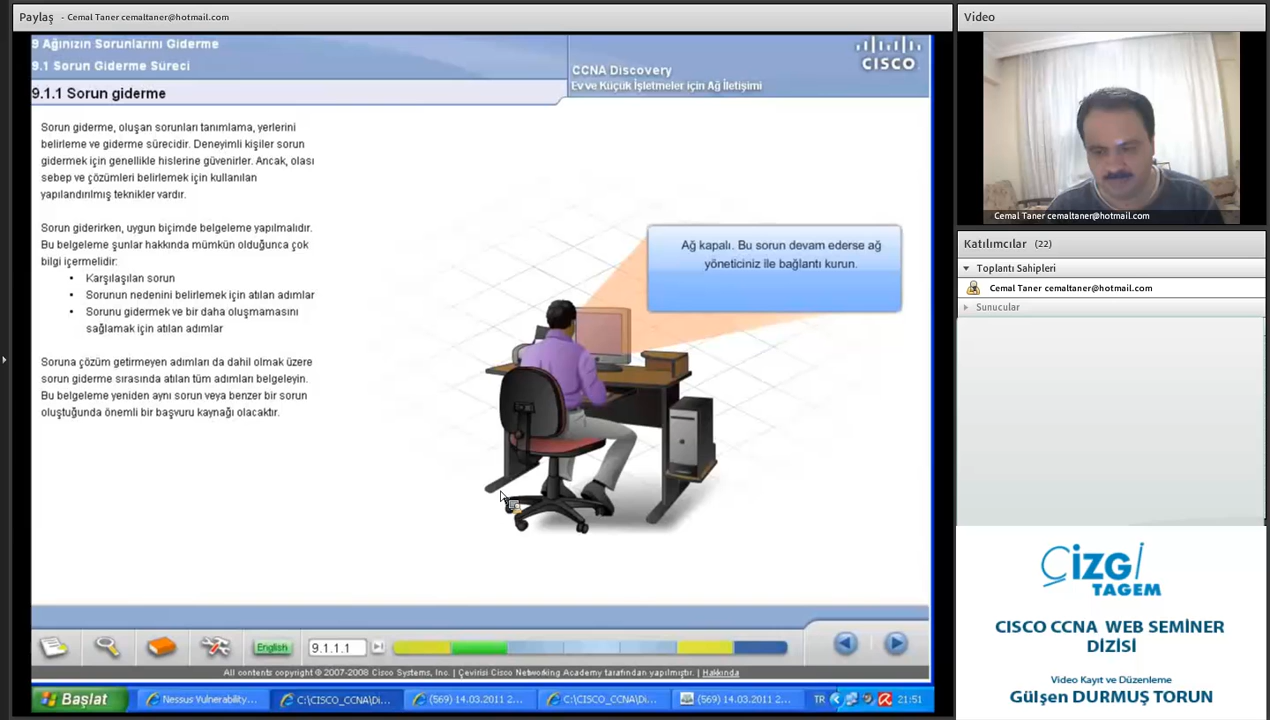 Paylaş - Cemal Taner cemaltaner@hotmail.com
9 Ağınızın Sorunlarını Giderme
9.1 Sorun Giderme Süreci
9.1.1 Sorun giderme
CCNA Discovery
Ev ve Küçük İşletmeler için Ağ İletişimi
CISCO
Sorun giderme, oluşan sorunları tanımlama, yerlerini
belirleme ve giderme sürecidir. Deneyimli kişiler sorun
gidermek için genellikle hislerine güvenirler. Ancak, olası
sebep ve çözümleri belirlemek için kullanılan
yapılandırılmış teknikler vardır.
Sorun giderirken, uygun biçimde belgeleme yapılmalıdır.
Bu belgeleme şunlar hakkında mümkün olduğunca çok
bilgi içermelidir:
• Karşılaşılan sorun
• Sorunun nedenini belirlemek için atılan adımlar
• Sorunu gidermek ve bir daha oluşmamasını
sağlamak için atılan adımlar
Soruna çözüm getirmeyen adımları da dahil olmak üzere
sorun giderme sırasında atılan tüm adımları belgeleyin.
Bu belgeleme yeniden aynı sorun veya benzer bir sorun
oluştuğunda önemli bir başvuru kaynağı olacaktır.
Ağ kapalı. Bu sorun devam ederse ağ
yöneticiniz ile bağlantı kurun.
English
9.1.1.1
All contents copyright © 2007-2008 Cisco Systems, Inc. | Çevirisi Cisco Networking Academy tarafından yapılmıştır. | Hakkında
Başlat
Nessus Vulnerability...
C:\CISCO_CCNA\Di...
(569) 14.03.2011 2...
C:\CISCO_CCNA\Di...
(569) 14.03.2011 2...
TR
21:51
Video
Cemal Taner cemaltaner@hotmail.com
Katılımcılar (22)
Toplantı Sahipleri
Cemal Taner cemaltaner@hotmail.com
Sunucular
ÇİZGİ
TAGEM
CISCO CCNA WEB SEMİNER
DİZİSİ
Video Kayıt ve Düzenleme
Gülşen DURMUŞ TORUN